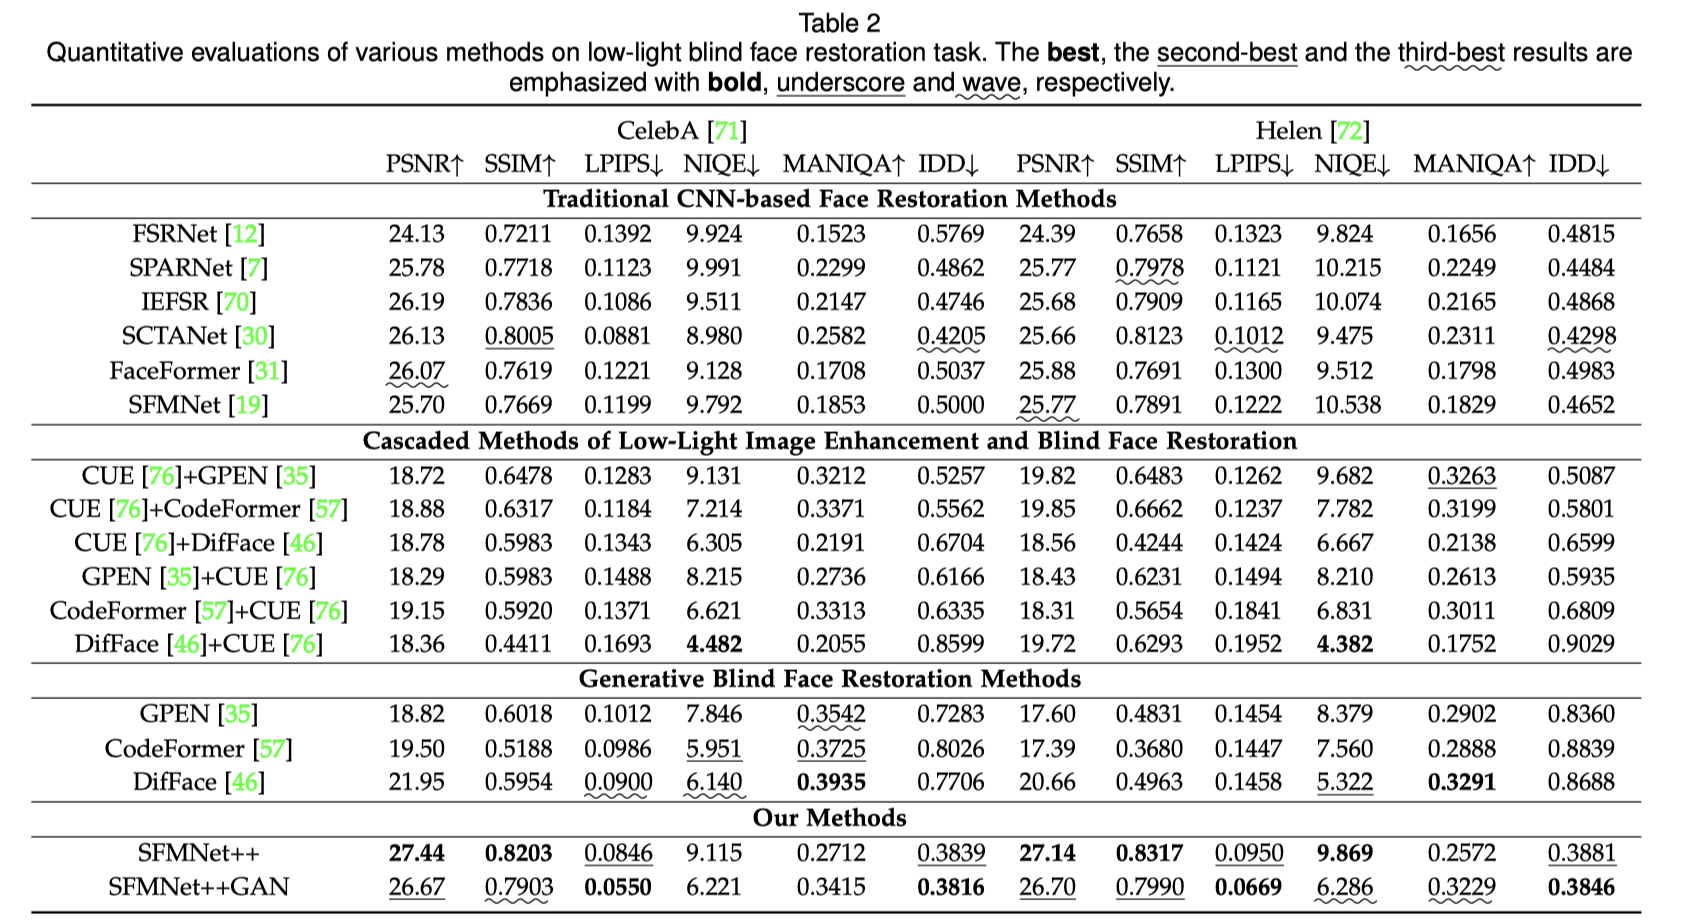 Table 2
Quantitative evaluations of various methods on low-light blind face restoration task. The best, the second-best and the third-best results are
emphasized with bold, underscore and wave, respectively.
CelebA [71] Helen [72]
PSNR↑ SSIM↑ LPIPS↓ NIQE↓ MANIQA↑ IDD↓ PSNR↑ SSIM↑ LPIPS↓ NIQE↓ MANIQA↑ IDD↓
Traditional CNN-based Face Restoration Methods
FSRNet [12] 24.13 0.7211 0.1392 9.924 0.1523 0.5769 24.39 0.7658 0.1323 9.824 0.1656 0.4815
SPARNet [7] 25.78 0.7718 0.1123 9.991 0.2299 0.4862 25.77 0.7978 0.1121 10.215 0.2249 0.4484
IEFSR [70] 26.19 0.7836 0.1086 9.511 0.2147 0.4746 25.68 0.7909 0.1165 10.074 0.2165 0.4868
SCTANet [30] 26.13 0.8005 0.0881 8.980 0.2582 0.4205 25.66 0.8123 0.1012 9.475 0.2311 0.4298
FaceFormer [31] 26.07 0.7619 0.1221 9.128 0.1708 0.5037 25.88 0.7691 0.1300 9.512 0.1798 0.4983
SFMNet [19] 25.70 0.7669 0.1199 9.792 0.1853 0.5000 25.77 0.7891 0.1222 10.538 0.1829 0.4652
Cascaded Methods of Low-Light Image Enhancement and Blind Face Restoration
CUE [76]+GPEN [35] 18.72 0.6478 0.1283 9.131 0.3212 0.5257 19.82 0.6483 0.1262 9.682 0.3263 0.5087
CUE [76]+CodeFormer [57] 18.88 0.6317 0.1184 7.214 0.3371 0.5562 19.85 0.6662 0.1237 7.782 0.3199 0.5801
CUE [76]+DifFace [46] 18.78 0.5983 0.1343 6.305 0.2191 0.6704 18.56 0.4244 0.1424 6.667 0.2138 0.6599
GPEN [35]+CUE [76] 18.29 0.5983 0.1488 8.215 0.2736 0.6166 18.43 0.6231 0.1494 8.210 0.2613 0.5935
CodeFormer [57]+CUE [76] 19.15 0.5920 0.1371 6.621 0.3313 0.6335 18.31 0.5654 0.1841 6.831 0.3011 0.6809
DifFace [46]+CUE [76] 18.36 0.4411 0.1693 4.482 0.2055 0.8599 19.72 0.6293 0.1952 4.382 0.1752 0.9029
Generative Blind Face Restoration Methods
GPEN [35] 18.82 0.6018 0.1012 7.846 0.3542 0.7283 17.60 0.4831 0.1454 8.379 0.2902 0.8360
CodeFormer [57] 19.50 0.5188 0.0986 5.951 0.3725 0.8026 17.39 0.3680 0.1447 7.560 0.2888 0.8839
DifFace [46] 21.95 0.5954 0.0900 6.140 0.3935 0.7706 20.66 0.4963 0.1458 5.322 0.3291 0.8688
Our Methods
SFMNet++ 27.44 0.8203 0.0846 9.115 0.2712 0.3839 27.14 0.8317 0.0950 9.869 0.2572 0.3881
SFMNet++GAN 26.67 0.7903 0.0550 6.221 0.3415 0.3816 26.70 0.7990 0.0669 6.286 0.3229 0.3846